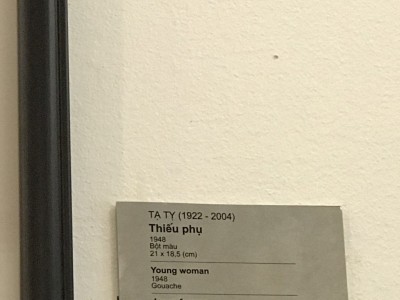 TẠ TỴ (1922 - 2004)
Thiếu phụ
1948
Bột màu
21 x 18,5 (cm)
Young woman
1948
Gouache